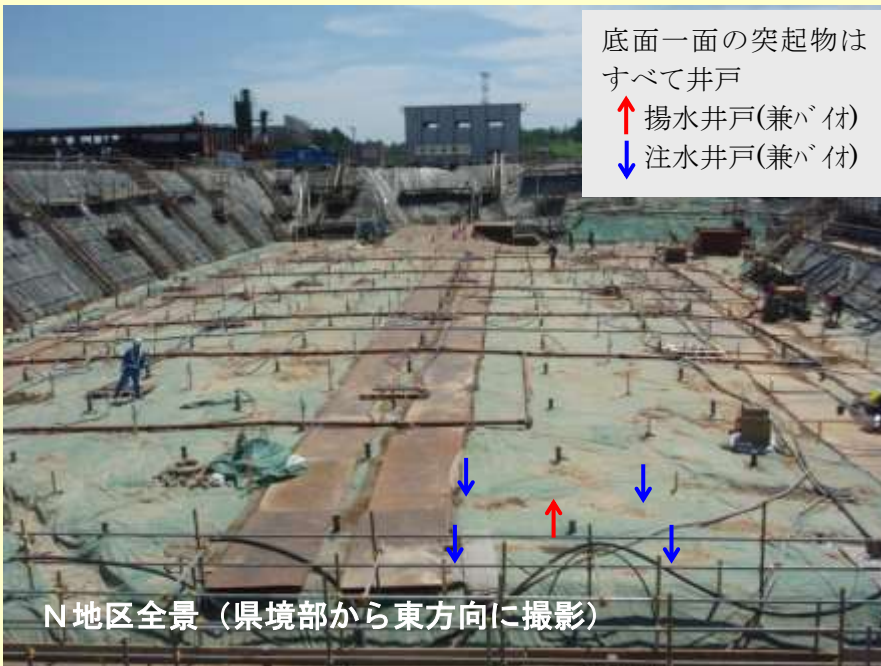 底面一面の突起物は
すべて井戸
揚水井戸(兼ﾊﾞｲｵ)
注水井戸(兼ﾊﾞｲｵ)
N地区全景（県境部から東方向に撮影）